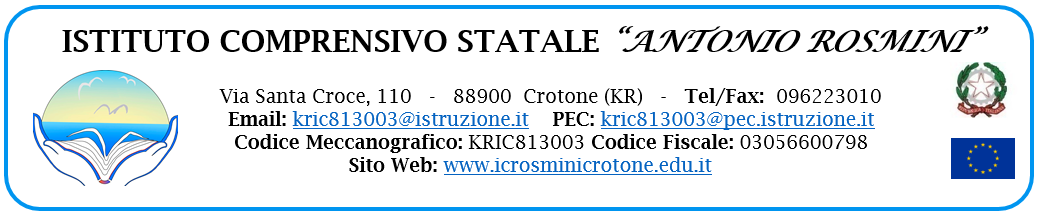 ISTITUTO COMPRENSIVO STATALE “ANTONIO ROSMINI”
Via Santa Croce, 110 - 88900 Crotone (KR) - Tel/Fax: 096223010
Email: kric813003@istruzione.it PEC: kric813003@pec.istruzione.it
Codice Meccanografico: KRIC813003 Codice Fiscale: 03056600798
Sito Web: www.icrosminicrotone.edu.it